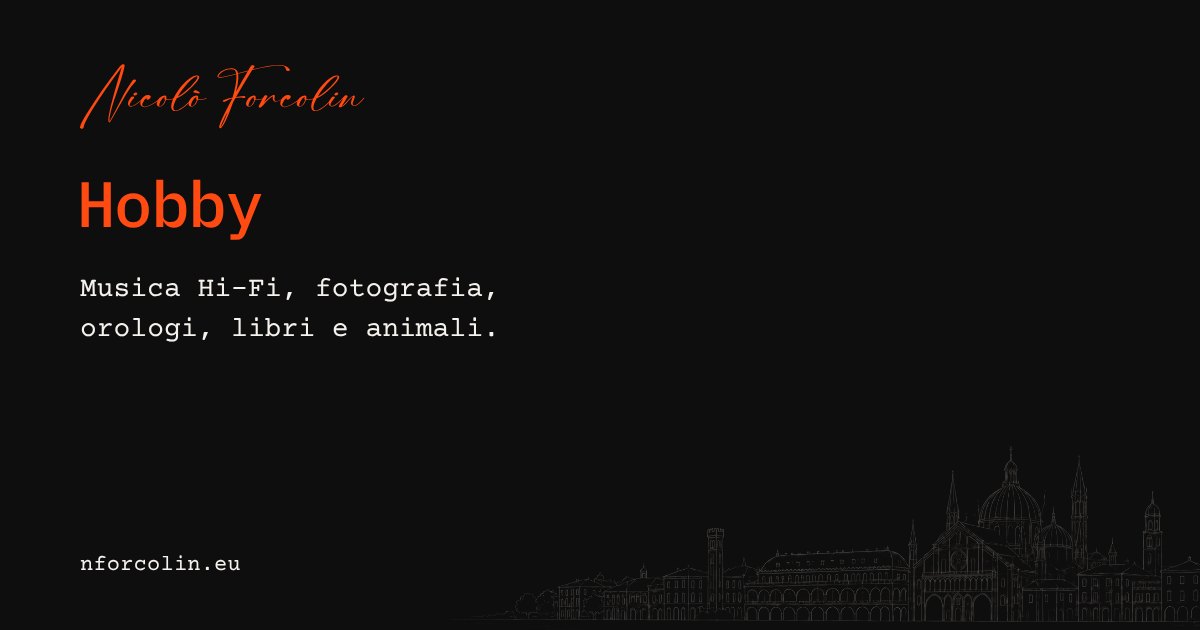 Nicolò Forcolin
Hobby
Musica Hi-Fi, fotografia,
orologi, libri e animali.
nforcolin.eu